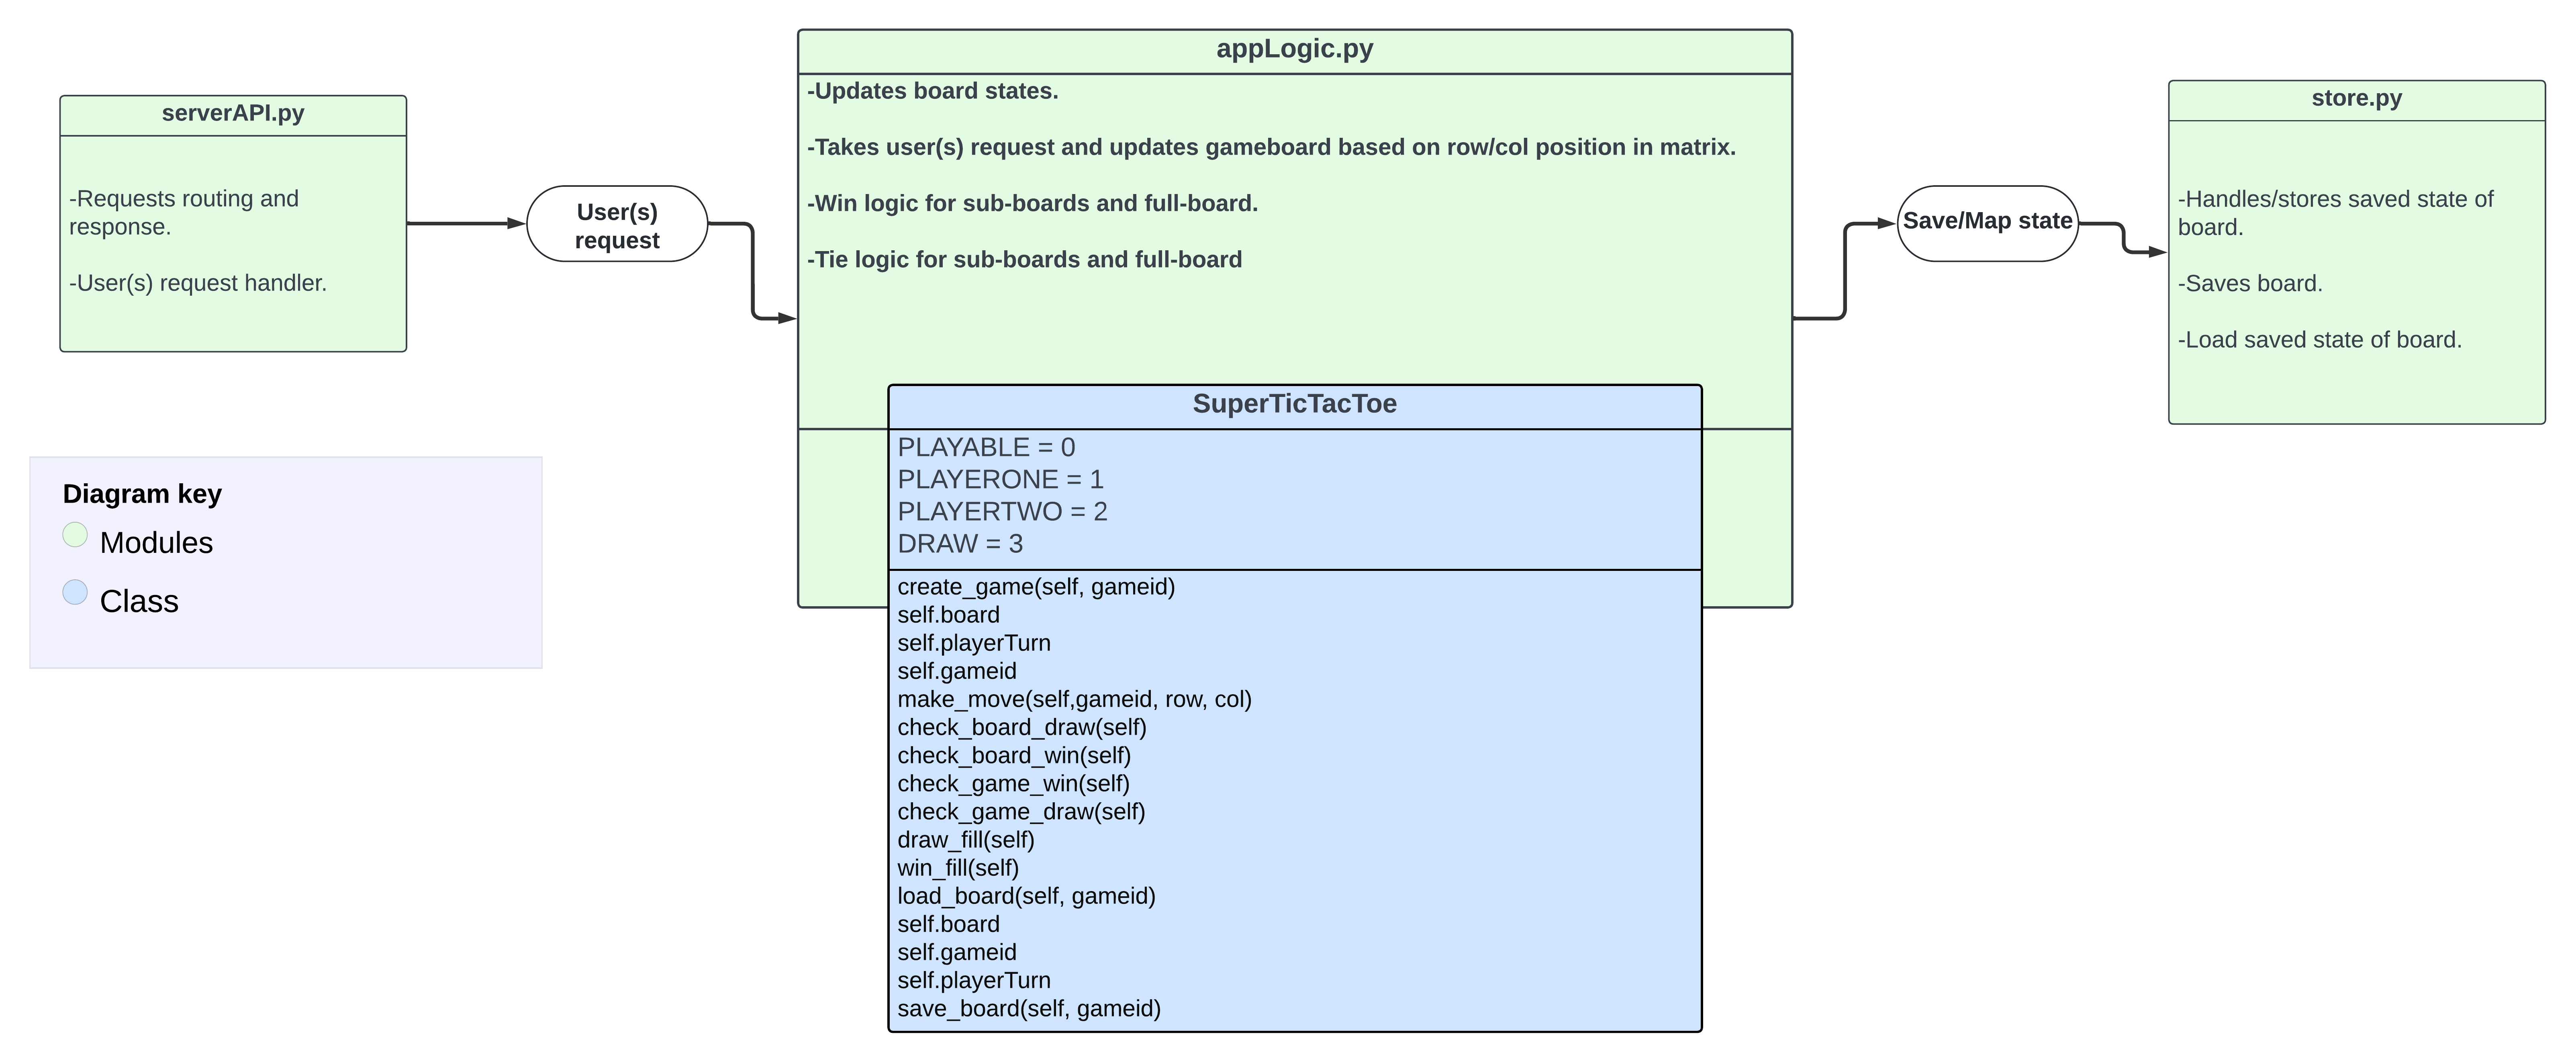 serverAPI.py
-Requests routing and
response.
-User(s) request handler.
User(s)
request
appLogic.py
-Updates board states.
-Takes user(s) request and updates gameboard based on row/col position in matrix.
-Win logic for sub-boards and full-board.
-Tie logic for sub-boards and full-board
SuperTicTacToe
PLAYABLE = 0
PLAYERONE = 1
PLAYERTWO = 2
DRAW = 3
create_game(self, gameid)
self.board
self.playerTurn
self.gameid
make_move(self,gameid, row, col)
check_board_draw(self)
check_board_win(self)
check_game_win(self)
check_game_draw(self)
draw_fill(self)
win_fill(self)
load_board(self, gameid)
self.board
self.gameid
self.playerTurn
save_board(self, gameid)
Save/Map state
store.py
-Handles/stores saved state of
board.
-Saves board.
-Load saved state of board.
Diagram key
Modules
Class